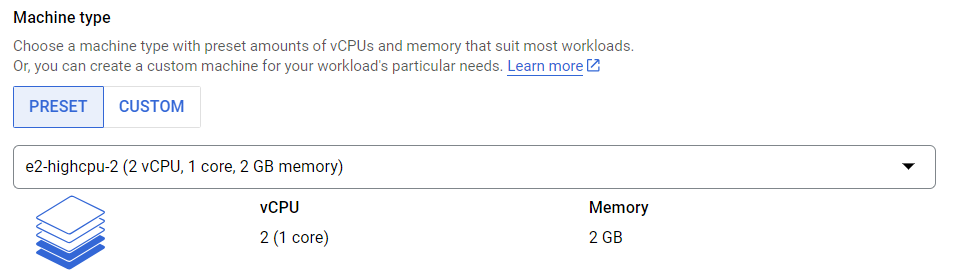 Machine type
Choose a machine type with preset amounts of vCPUs and memory that suit most workloads.
Or, you can create a custom machine for your workload's particular needs. Learn more
PRESET CUSTOM
e2-highcpu-2 (2 vCPU, 1 core, 2 GB memory)
vCPU Memory
2 (1 core) 2 GB